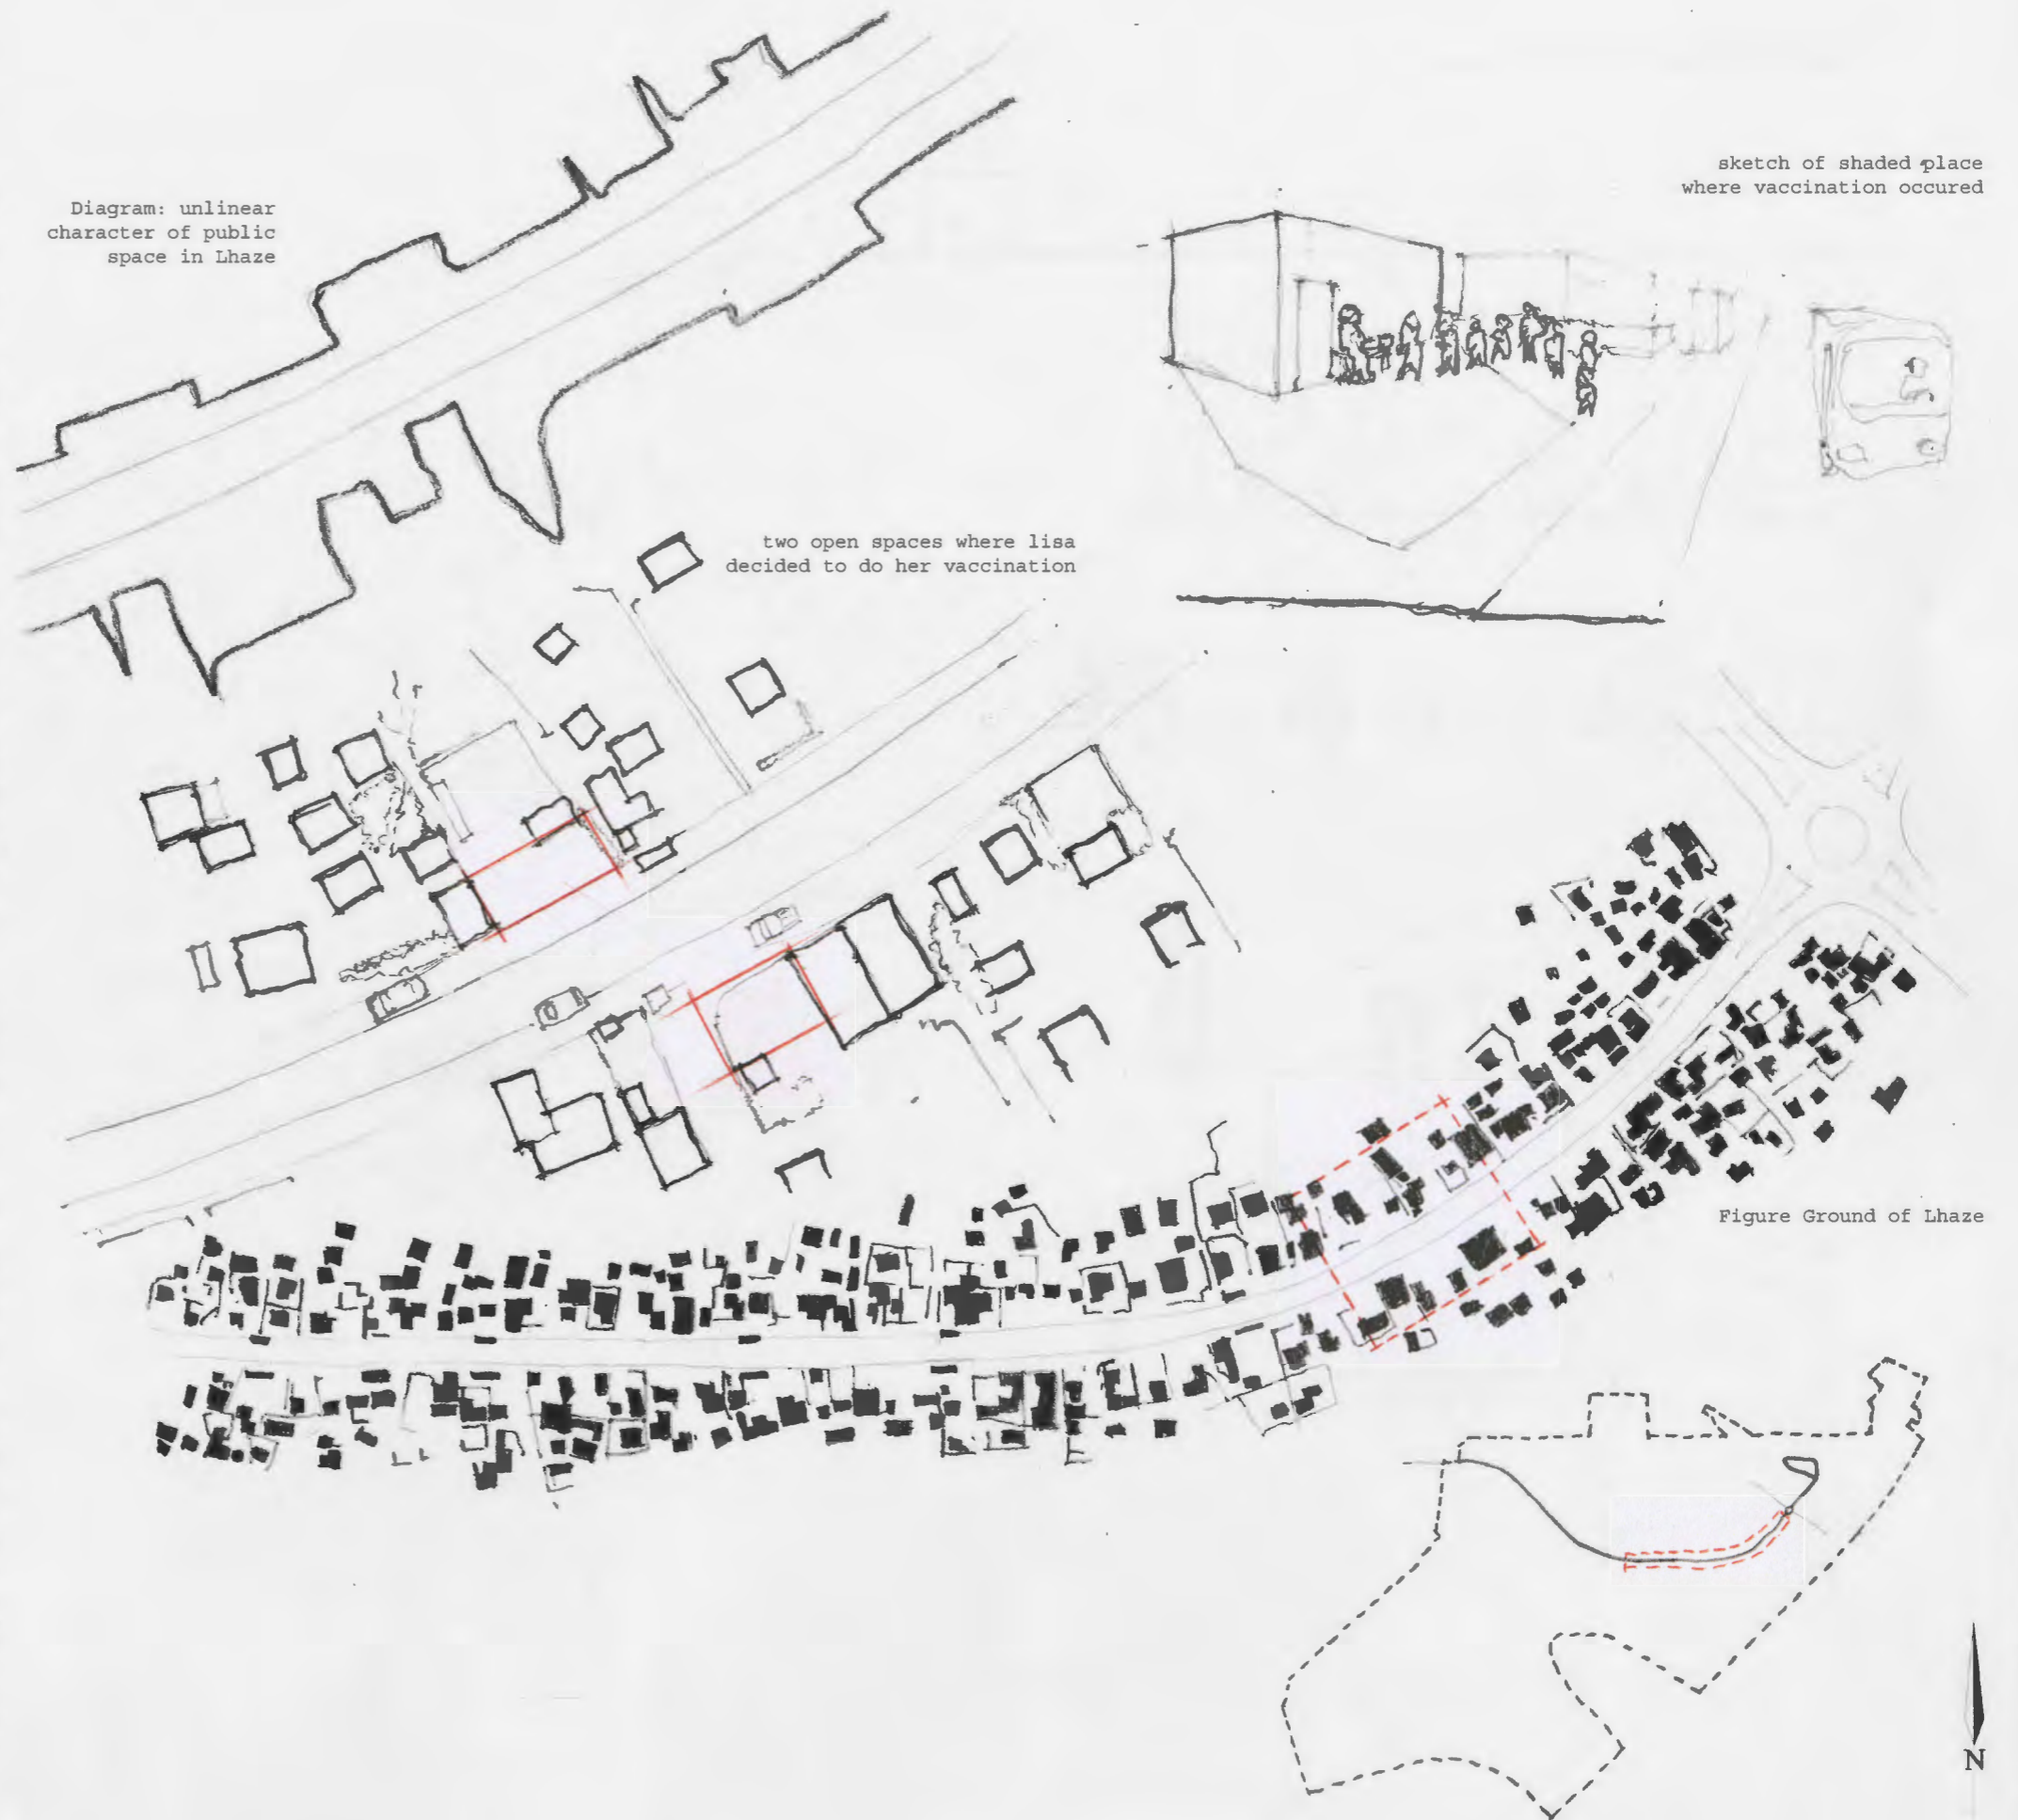 Diagram: unlinear
character of public
space in Lhaze
sketch of shaded place
where vaccination occured
two open spaces where lisa
decided to do her vaccination
Figure Ground of Lhaze
N